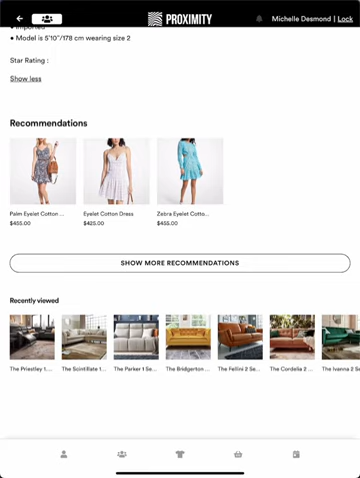 PROXIMITY
Michelle Desmond | Lock
• Imported
• Model is 5'10"/178 cm wearing size 2
Star Rating :
Show less
Recommendations
Palm Eyelet Cotton ...
Eyelet Cotton Dress
Zebra Eyelet Cotto...
$455.00
$425.00
$455.00
SHOW MORE RECOMMENDATIONS
Recently viewed
The Priestley 1....
The Scintillate 1...
The Parker 1 Se...
The Bridgerton ...
The Fellini 2 Se...
The Cordelia 2 ...
The Ivanna 2 Se